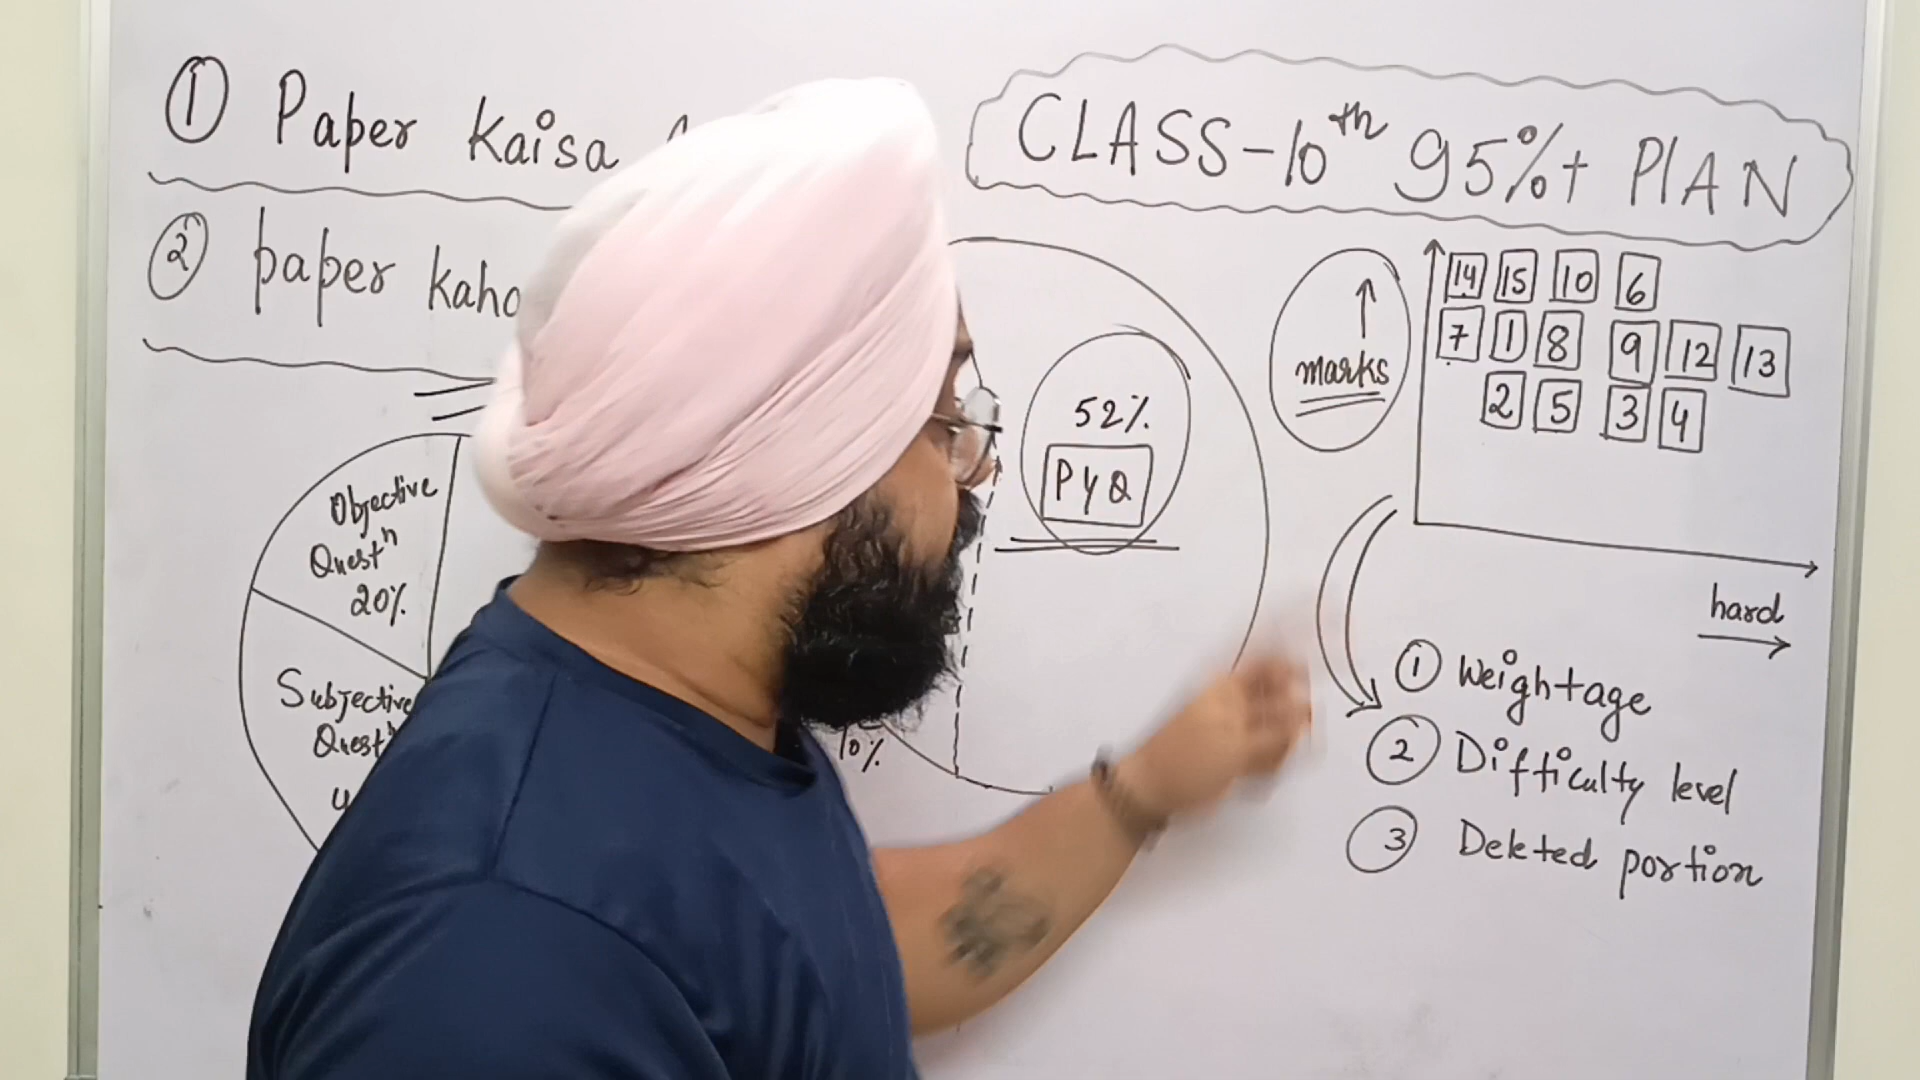 ① Paper Kaisa
② paper kaho
CLASS-10th 95%+ PlAN
Objective
Questn
20%
Subjective
Quest
10%
52%
PYQ
↑
marks
14 15 10 6
7 1 8 9 12 13
2 5 3 4
hard
① Weightage
② Difficulty level
③ Deleted portion